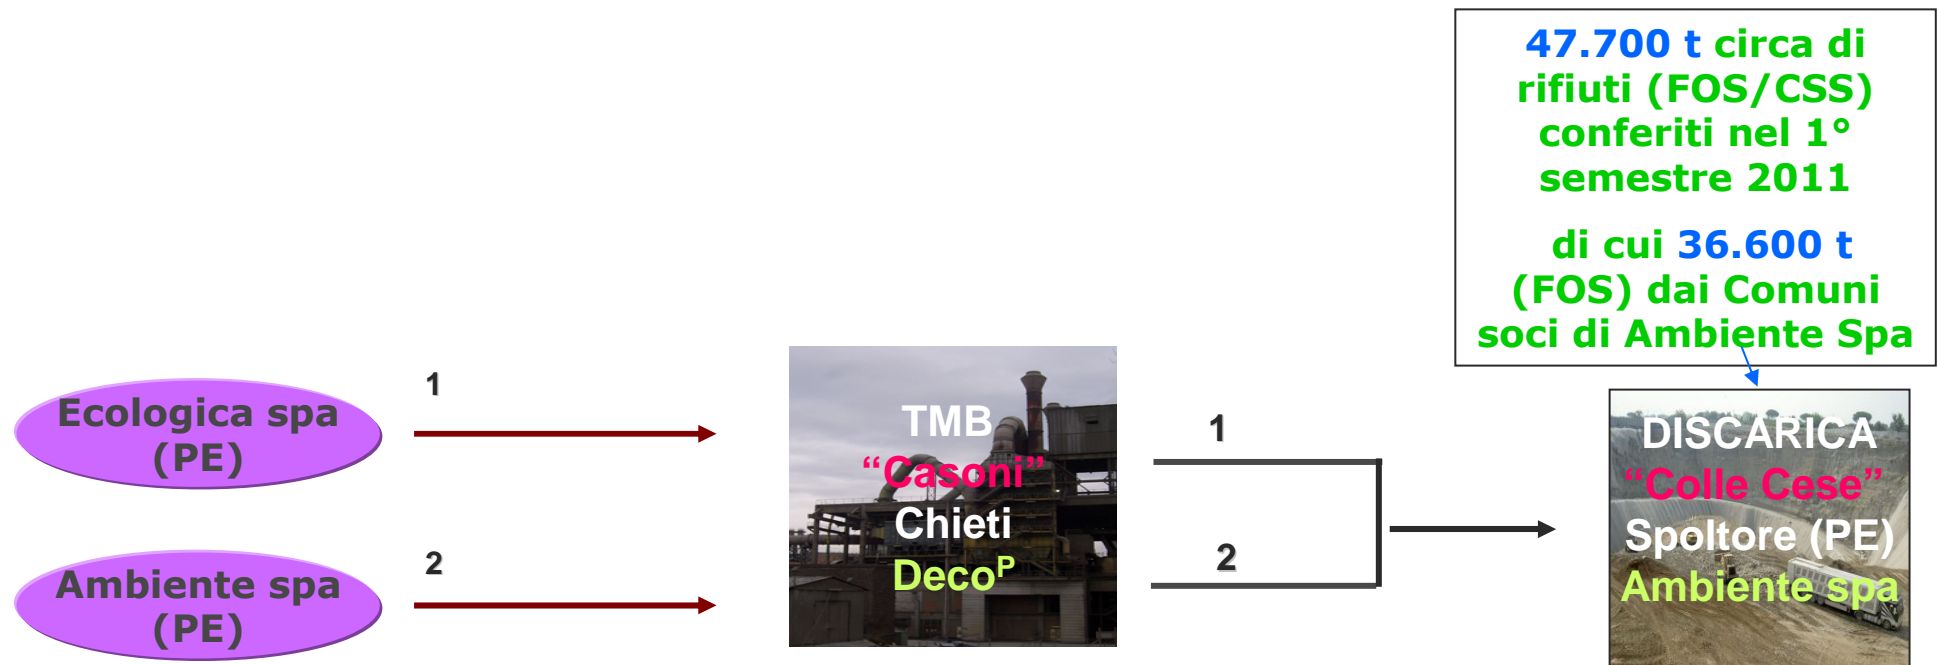 47.700 t circa di
rifiuti (FOS/CSS)
conferiti nel 1°
semestre 2011
di cui 36.600 t
(FOS) dai Comuni
soci di Ambiente Spa
Ecologica spa
(PE)
1
Ambiente spa
(PE)
2
TMB
“Casoni”
Chieti
Deco^P
1
2
DISCARICA
“Colle Cese”
Spoltore (PE)
Ambiente spa